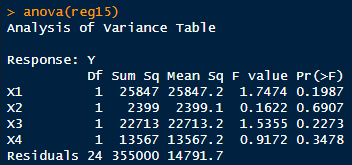 > anova(reg15)
Analysis of Variance Table
Response: Y
Df Sum Sq Mean Sq F value Pr(>F)
X1 1 25847 25847.2 1.7474 0.1987
X2 1 2399 2399.1 0.1622 0.6907
X3 1 22713 22713.2 1.5355 0.2273
X4 1 13567 13567.2 0.9172 0.3478
Residuals 24 355000 14791.7